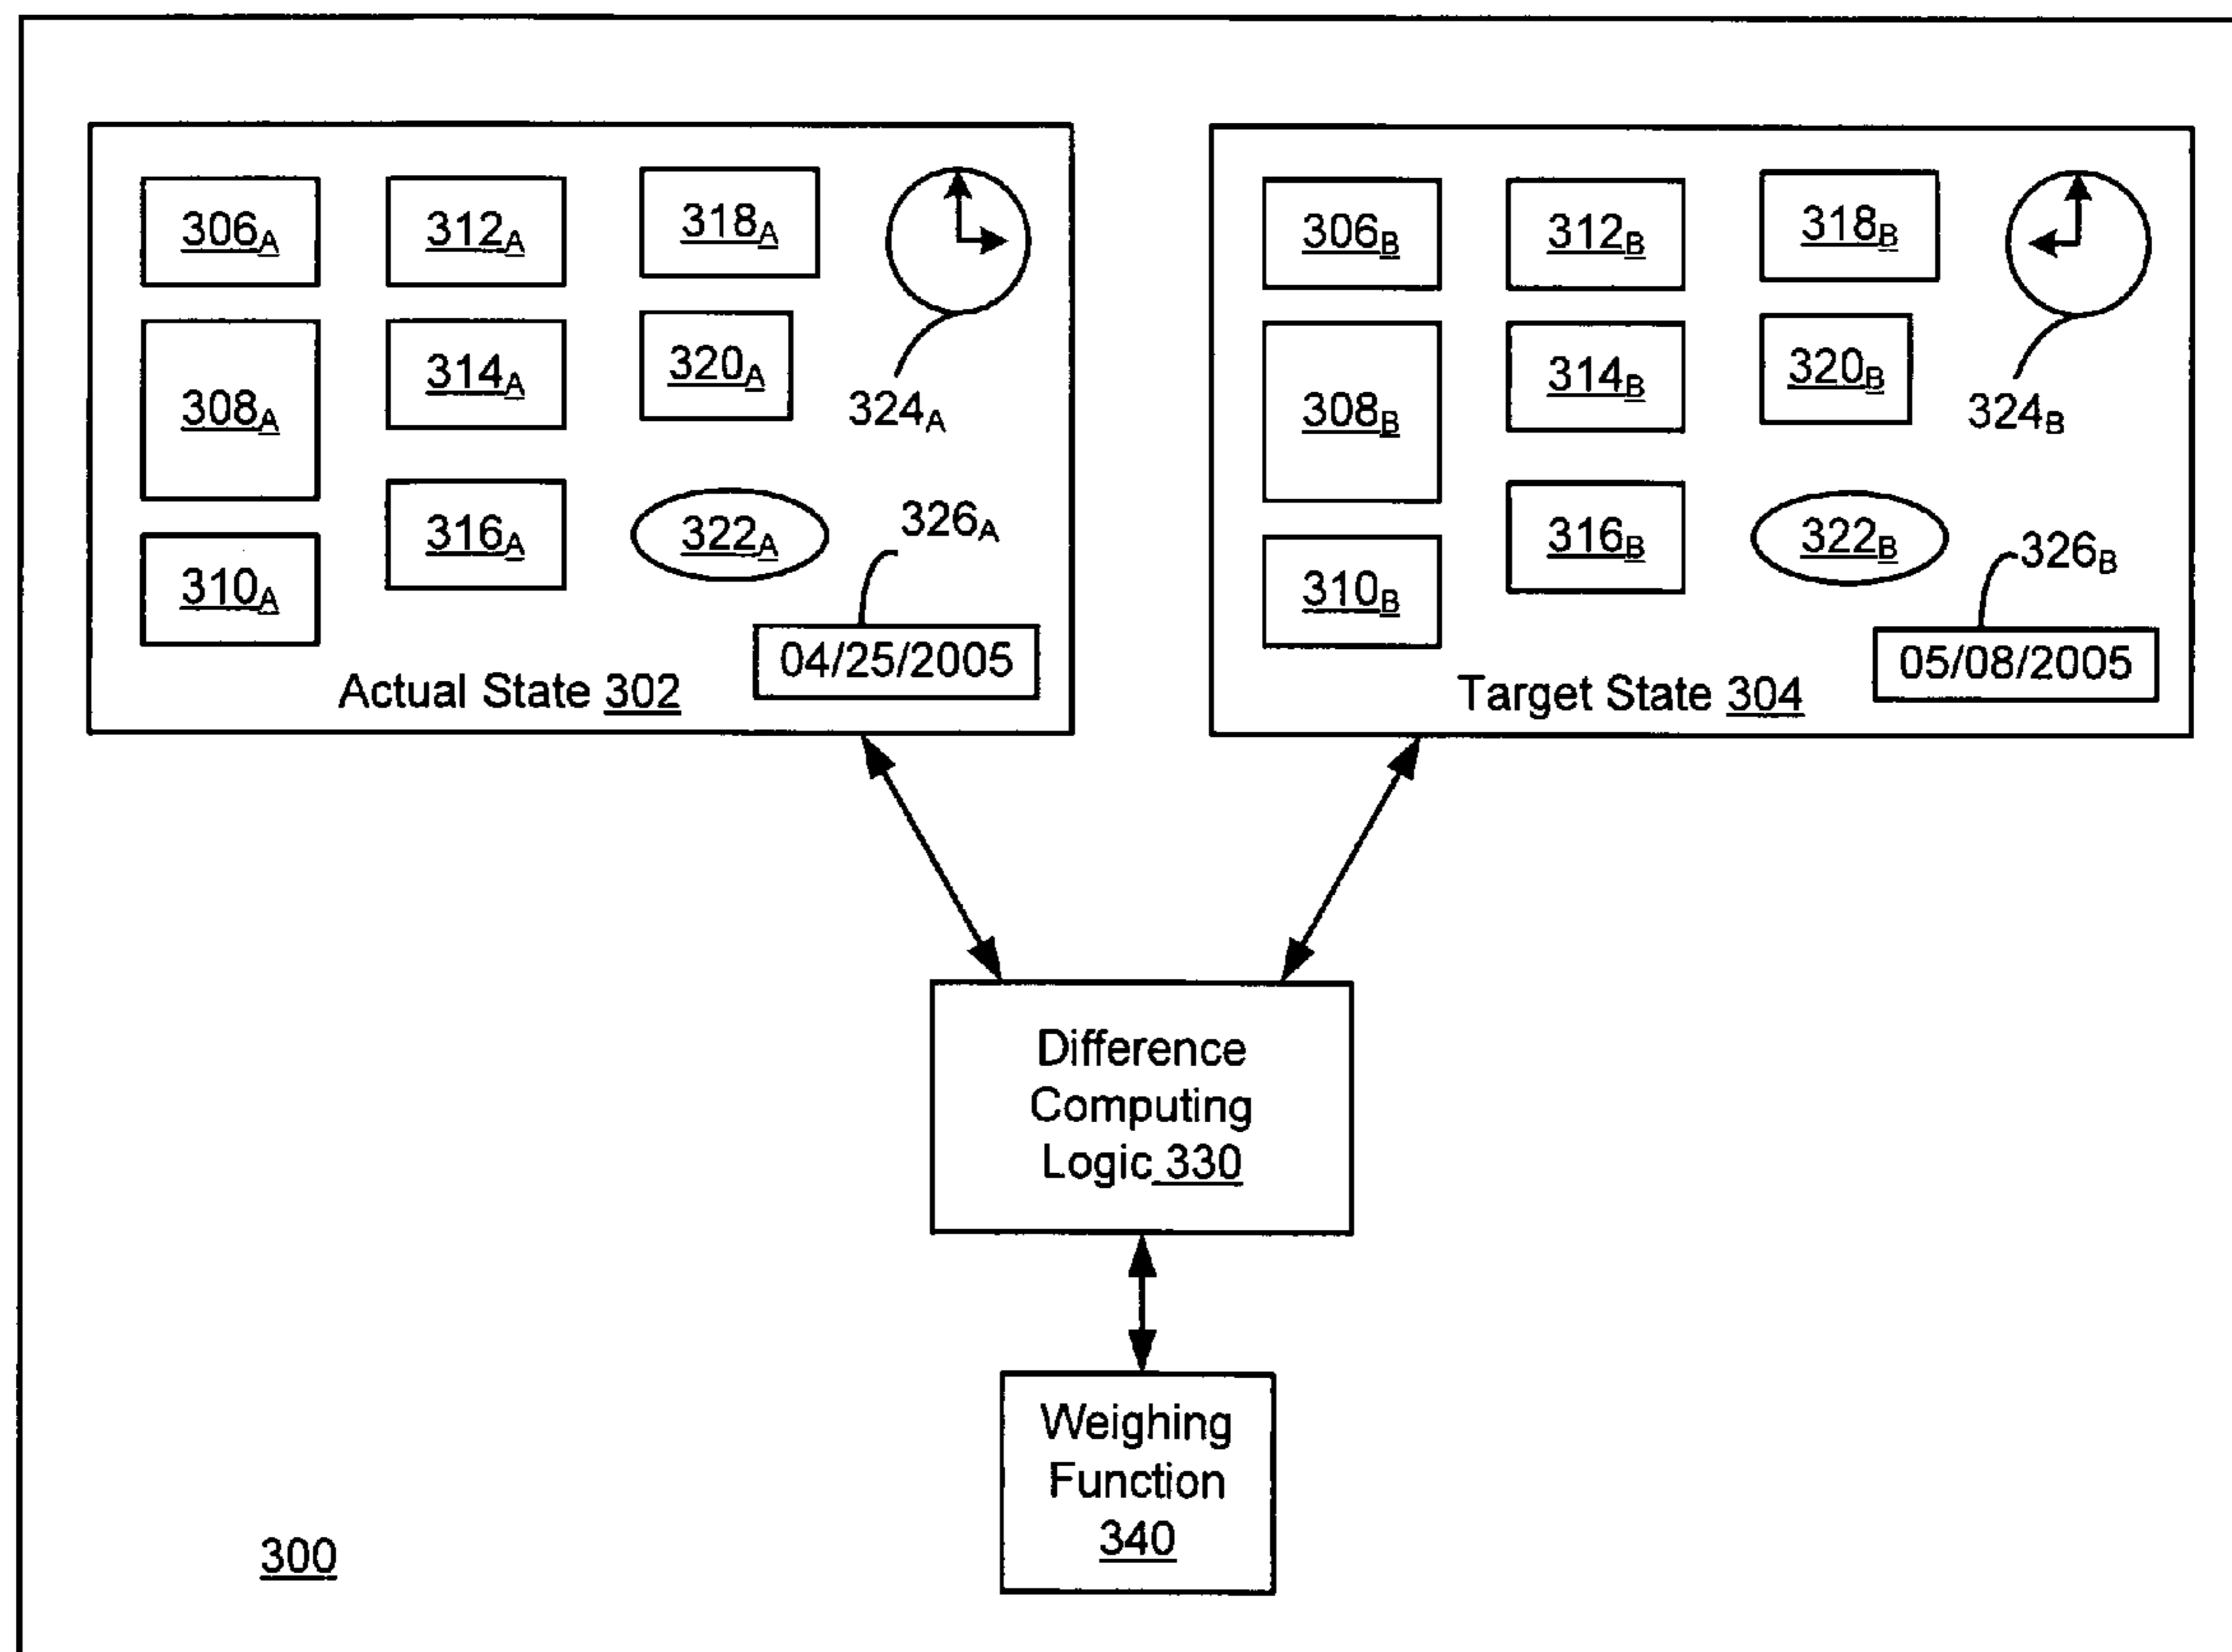 306A
312A
318A
308A
314A
320A
324A
310A
316A
322A
326A
04/25/2005
Actual State 302
306B
312B
318B
308B
314B
320B
324B
310B
316B
322B
326B
05/08/2005
Target State 304
Difference
Computing
Logic 330
Weighing
Function
340
300